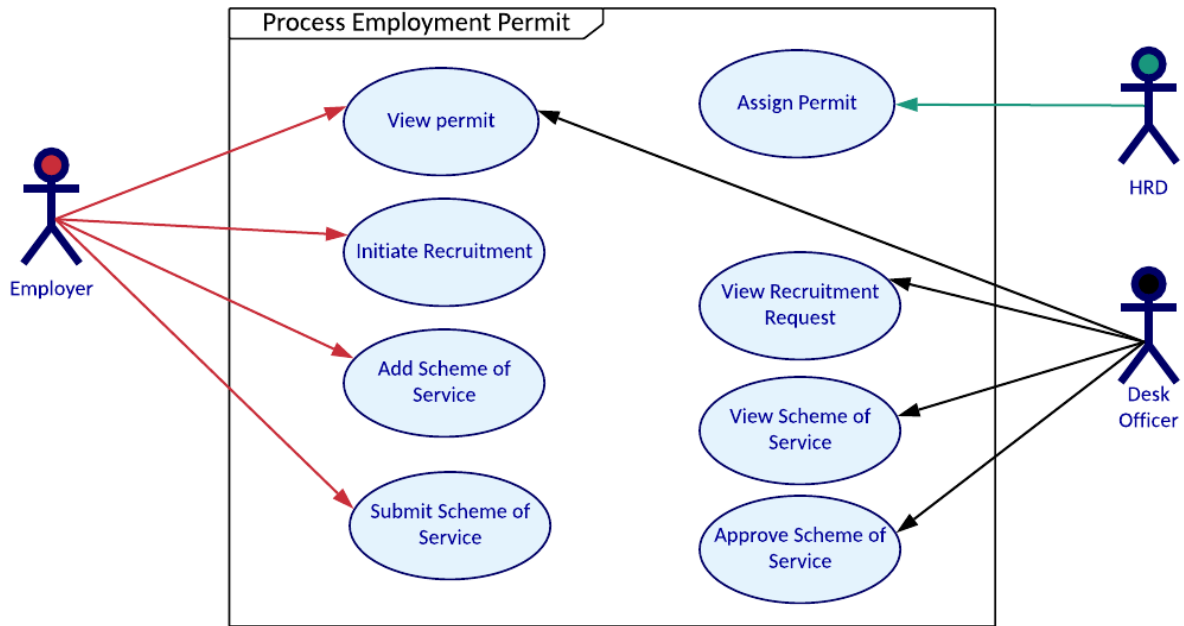 Process Employment Permit
View permit
Assign Permit
HRD
Employer
Initiate Recruitment
View Recruitment
Request
Add Scheme of
Service
View Scheme of
Service
Desk
Officer
Submit Scheme of
Service
Approve Scheme of
Service